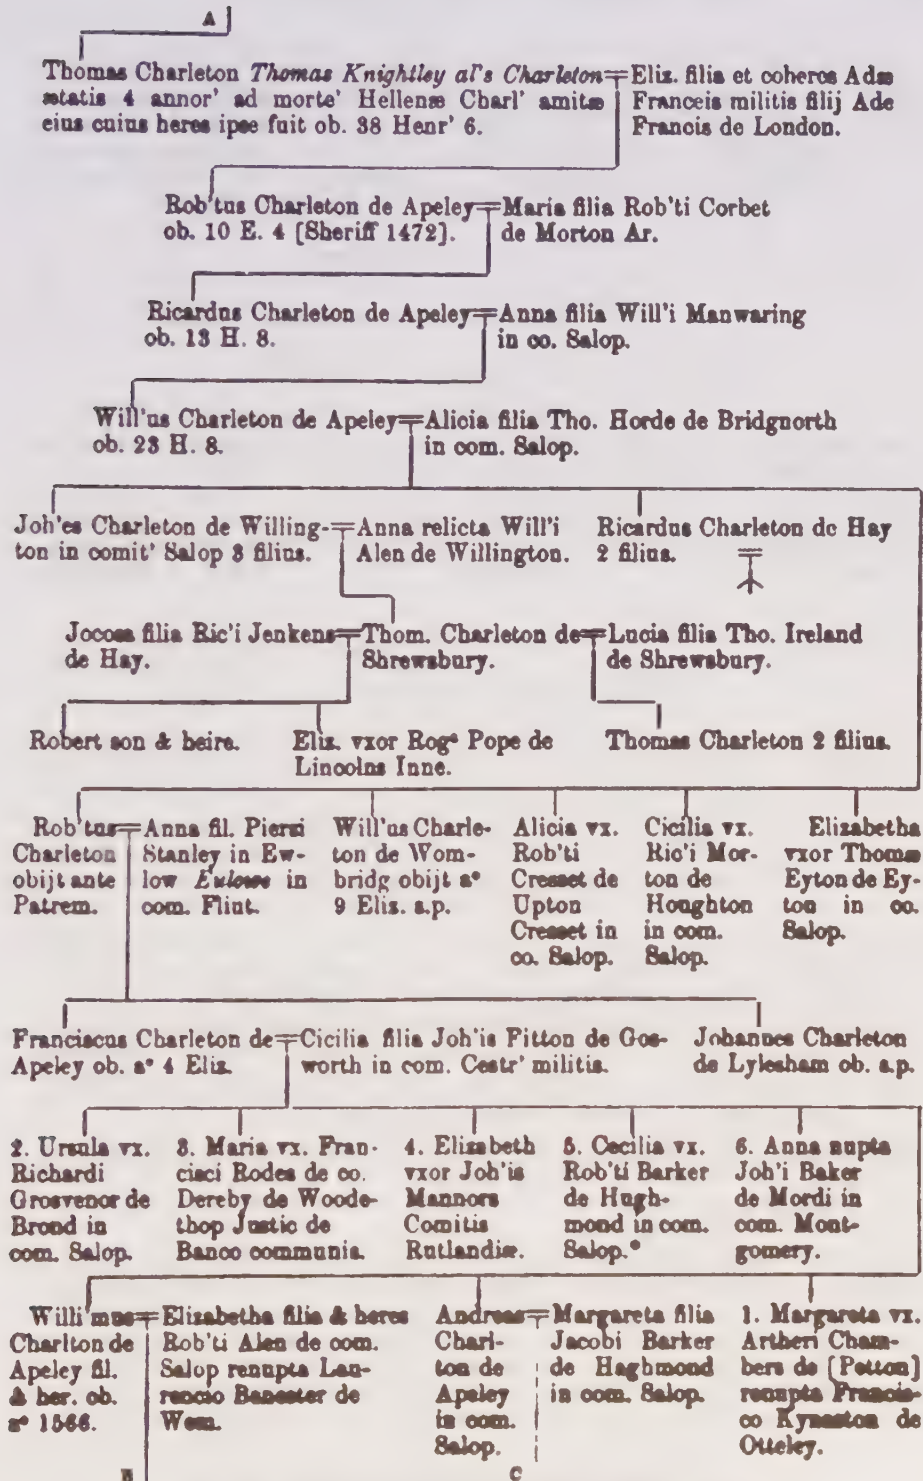 A
Thomas Charleton Thomas Knightley al's Charleton
ætatis 4 annor' ad morte' Hellenæ Charl' amitæ
eius cuius heres ipse fuit ob. 38 Henr' 6.
Eliz. filia et coheres Adæ
Franceis militis filij Ade
Francis de London.
Rob'tus Charleton de Apeley
ob. 10 E. 4 [Sheriff 1472].
Maria filia Rob'ti Corbet
de Morton Ar.
Ricardus Charleton de Apeley
ob. 13 H. 8.
Anna filia Will'i Manwaring
in co. Salop.
Will'us Charleton de Apeley
ob. 23 H. 8.
Alicia filia Tho. Horde de Bridgnorth
in com. Salop.
Joh'es Charleton de Willing-
ton in comit' Salop 3 filius.
Anna relicta Will'i
Alen de Willington.
Ricardus Charleton de Hay
2 filius.
Jocosa filia Ric'i Jenkens
de Hay.
Thom. Charleton de
Shrewsbury.
Lucia filia Tho. Ireland
de Shrewsbury.
Robert son & heire.
Eliz. vxor Rog^e Pope de
Lincolns Inne.
Thomas Charleton 2 filius.
Rob'tus
Charleton
obijt ante
Patrem.
Anna fil. Piersi
Stanley in Ew-
low Eulowe in
com. Flint.
Will'us Charle-
ton de Wom-
bridg obijt a°
9 Eliz. s.p.
Alicia vx.
Rob'ti
Cresset de
Upton
Cresset in
co. Salop.
Cicilia vx.
Ric'i Mor-
ton de
Houghton
in com.
Salop.
Elizabetha
vxor Thomæ
Eyton de Ey-
ton in co.
Salop.
Franciscus Charleton de
Apeley ob. a° 4 Eliz.
Cicilia filia Joh'is Fitton de Gos-
worth in com. Cestr' militis.
Johannes Charleton
de Lylesham ob. s.p.
2. Ursula vx.
Richardi
Grosvenor de
Brond in
com. Salop.
3. Maria vx. Fran-
cisci Rodes de co.
Dereby de Woode-
thop Justic de
Banco communis.
4. Elizabeth
vxor Joh'is
Mannors
Comitis
Rutlandiæ.
5. Cecilia vx.
Rob'ti Barker
de Hugh-
mond in com.
Salop.*
6. Anna nupta
Joh'i Baker
de Mordi in
com. Mont-
gomery.
Willi'mus
Charlton de
Apeley fil.
& her. ob.
a° 1566.
Elizabetha filia & heres
Rob'ti Alen de com.
Salop renupta Lau-
rencio Banester de
Wem.
Andreas
Charl-
ton de
Apeley
in com.
Salop.
Margareta filia
Jacobi Barker
de Haghmond
in com. Salop.
1. Margareta vx.
Artheri Cham-
bers de [Petton]
renupta Francis-
co Kynaston de
Otteley.
B
C